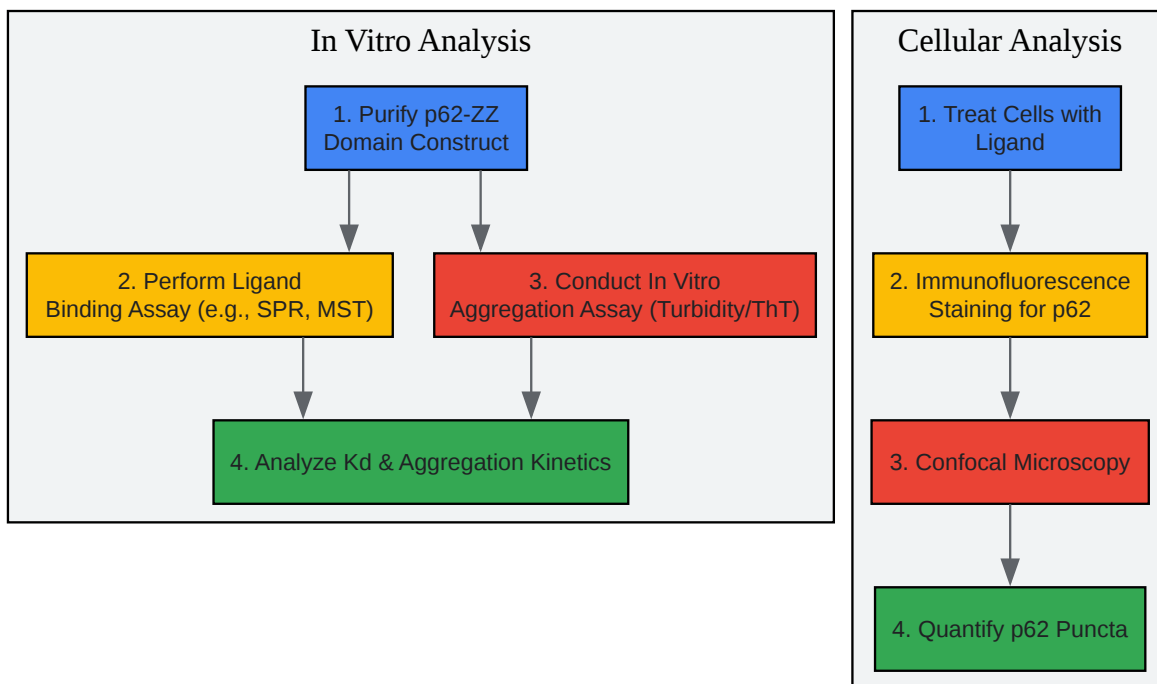 In Vitro Analysis
1. Purify p62-ZZ
Domain Construct
2. Perform Ligand
Binding Assay (e.g., SPR, MST)
3. Conduct In Vitro
Aggregation Assay (Turbidity/ThT)
4. Analyze Kd & Aggregation Kinetics
Cellular Analysis
1. Treat Cells with
Ligand
2. Immunofluorescence
Staining for p62
3. Confocal Microscopy
4. Quantify p62 Puncta